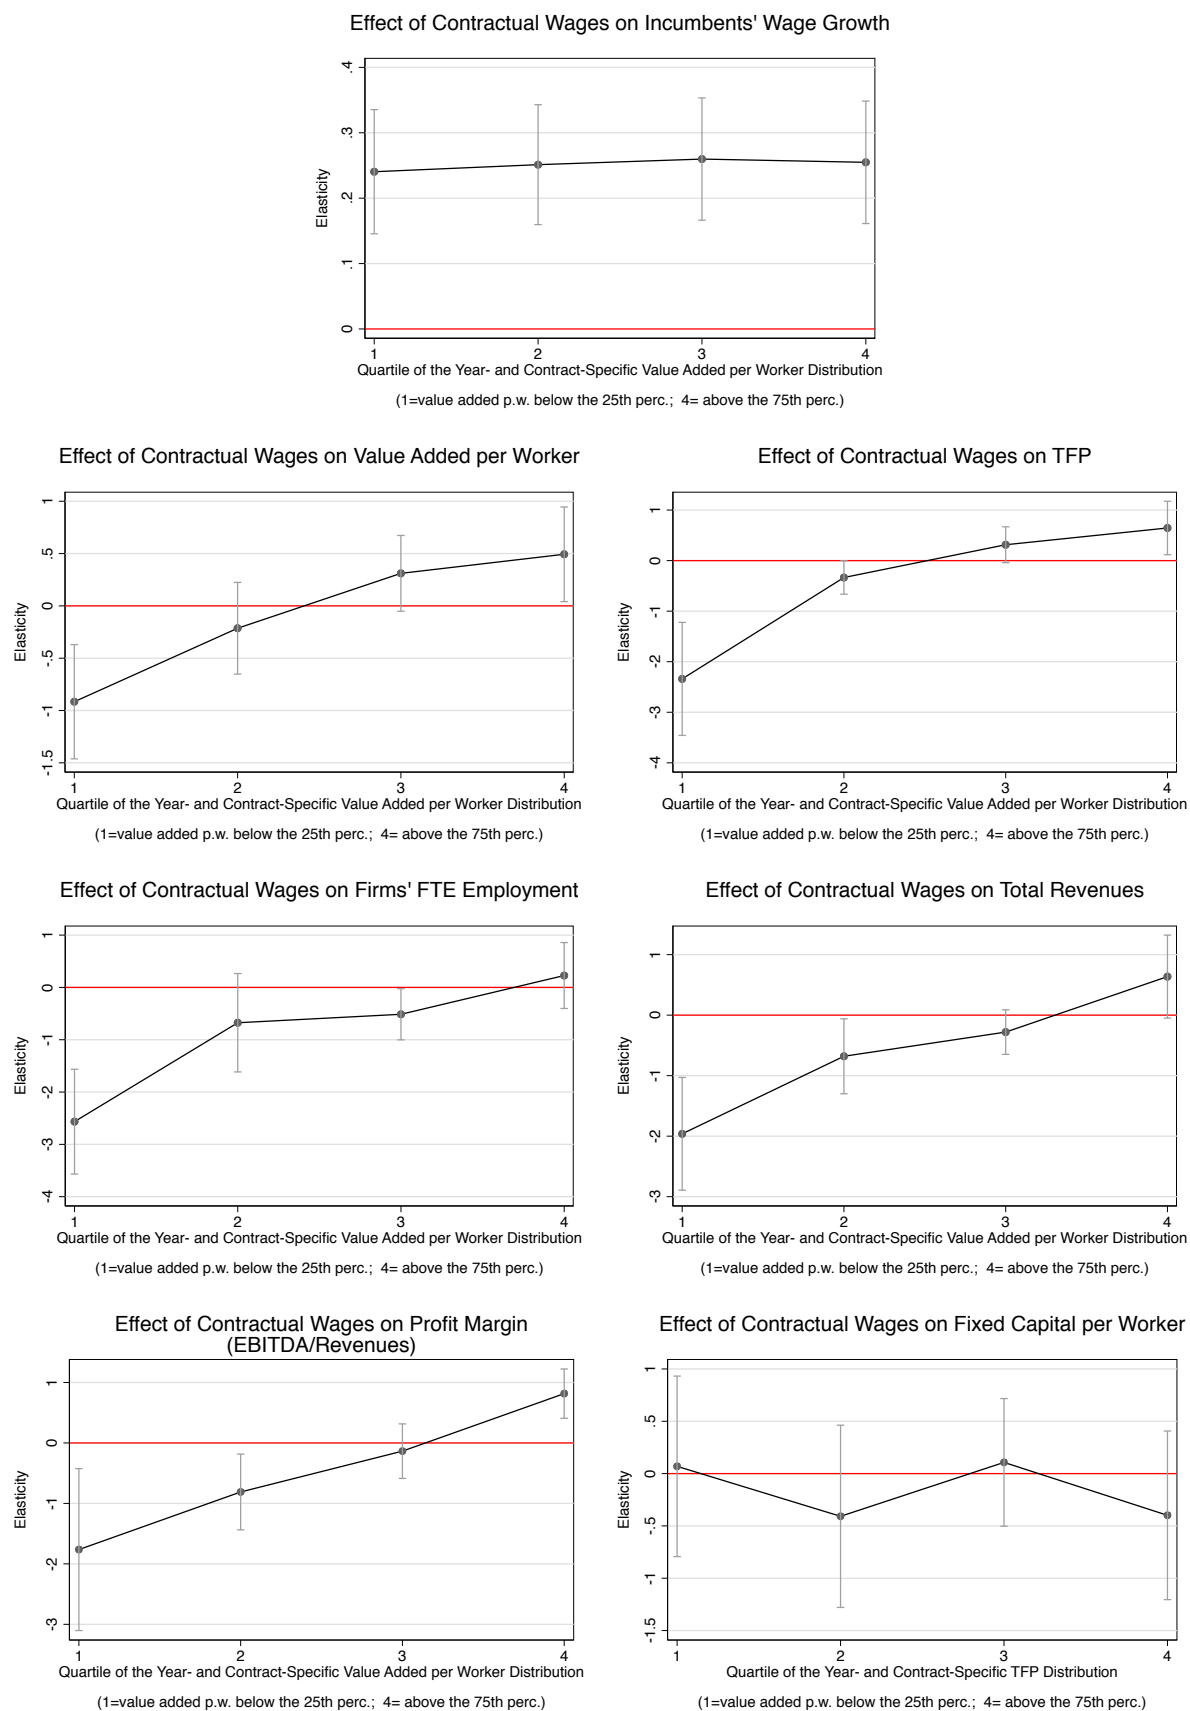 Effect of Contractual Wages on Incumbents' Wage Growth
.4
.3
.2
.1
0
Elasticity
1 2 3 4
Quartile of the Year- and Contract-Specific Value Added per Worker Distribution
(1=value added p.w. below the 25th perc.; 4= above the 75th perc.)
Effect of Contractual Wages on Value Added per Worker
1
.5
0
-.5
-1
-1.5
Elasticity
1 2 3 4
Quartile of the Year- and Contract-Specific Value Added per Worker Distribution
(1=value added p.w. below the 25th perc.; 4= above the 75th perc.)
Effect of Contractual Wages on TFP
1
0
-1
-2
-3
-4
Elasticity
1 2 3 4
Quartile of the Year- and Contract-Specific Value Added per Worker Distribution
(1=value added p.w. below the 25th perc.; 4= above the 75th perc.)
Effect of Contractual Wages on Firms' FTE Employment
1
0
-1
-2
-3
-4
Elasticity
1 2 3 4
Quartile of the Year- and Contract-Specific Value Added per Worker Distribution
(1=value added p.w. below the 25th perc.; 4= above the 75th perc.)
Effect of Contractual Wages on Total Revenues
1
0
-1
-2
-3
Elasticity
1 2 3 4
Quartile of the Year- and Contract-Specific Value Added per Worker Distribution
(1=value added p.w. below the 25th perc.; 4= above the 75th perc.)
Effect of Contractual Wages on Profit Margin
(EBITDA/Revenues)
1
0
-1
-2
-3
Elasticity
1 2 3 4
Quartile of the Year- and Contract-Specific Value Added per Worker Distribution
(1=value added p.w. below the 25th perc.; 4= above the 75th perc.)
Effect of Contractual Wages on Fixed Capital per Worker
1
.5
0
-.5
-1
-1.5
Elasticity
1 2 3 4
Quartile of the Year- and Contract-Specific TFP Distribution
(1=value added p.w. below the 25th perc.; 4= above the 75th perc.)